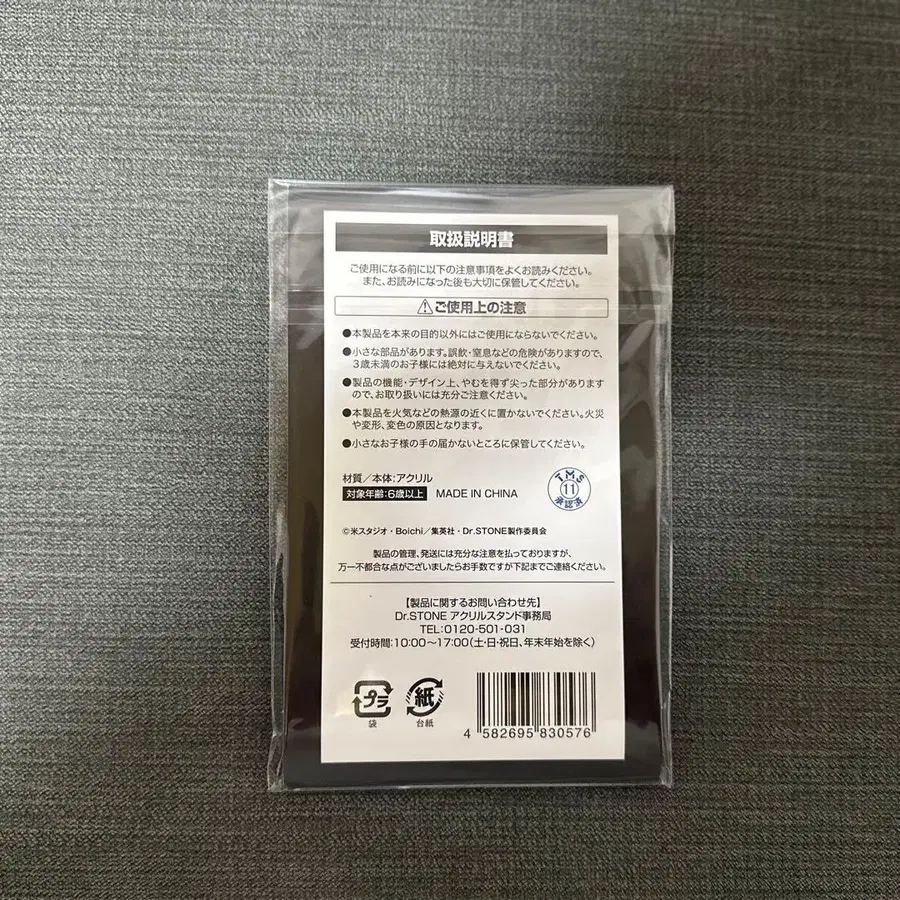 取扱説明書
ご使用になる前に以下の注意事項をよくお読みください。
また、お読みになった後も大切に保管してください。
⚠ご使用上の注意
●本製品を本来の目的以外にはご使用にならないでください。
●小さな部品があります。誤飲・窒息などの危険がありますので、
3歳未満のお子様には絶対に与えないでください。
●製品の機能・デザイン上、やむを得ず尖った部分があります
ので、お取り扱いには充分ご注意ください。
●本製品を火気などの熱源の近くに置かないでください。火災
や変形、変色の原因となります。
●小さなお子様の手の届かないところに保管してください。
材質／本体：アクリル
対象年齢：6歳以上 MADE IN CHINA
TMS
11
承認済
©米スタジオ・Boichi／集英社・Dr.STONE製作委員会
製品の管理、発送には充分な注意を払っておりますが、
万一不都合な点がございましたらお手数ですが下記までご連絡ください。
【製品に関するお問い合わせ先】
Dr.STONE アクリルスタンド事務局
TEL：0120-501-031
受付時間：10:00～17:00（土・日・祝日、年末年始を除く）
プラ 紙
袋 台紙
4 582695 830576